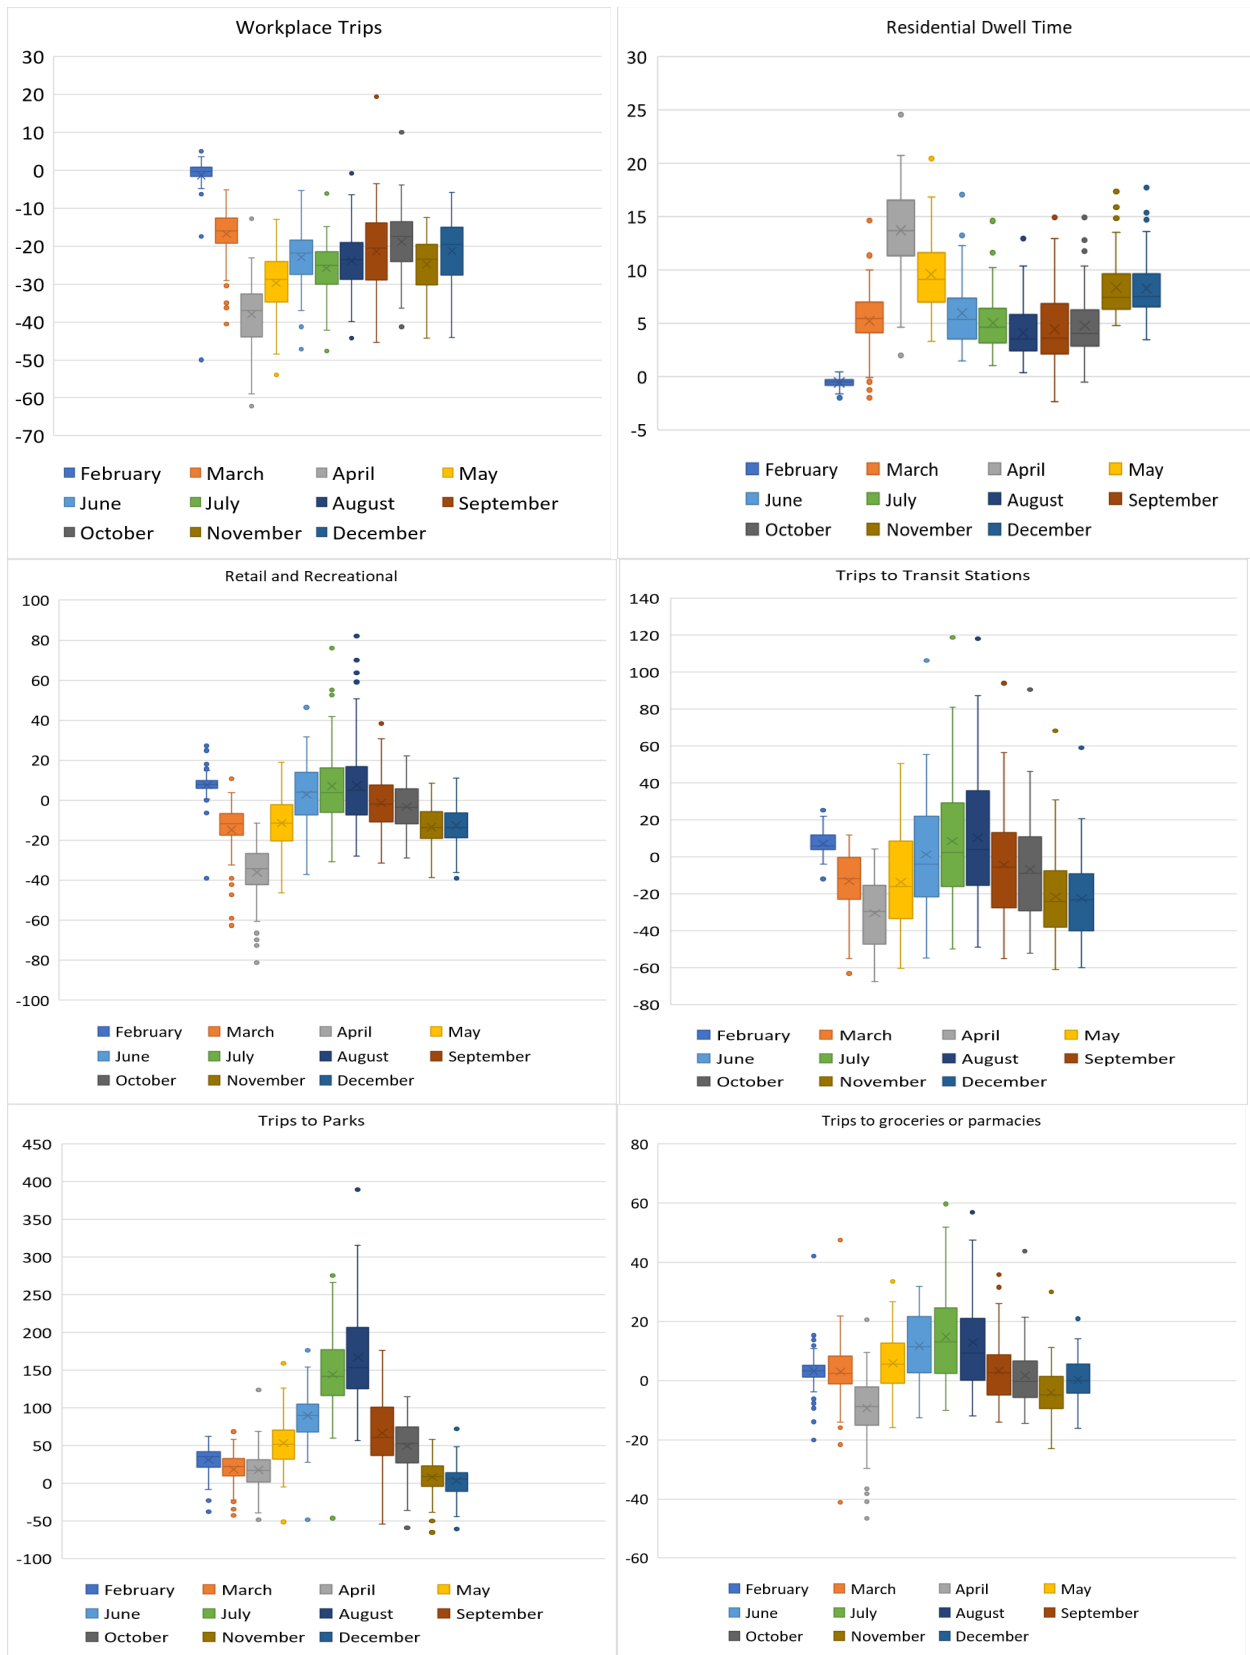 Workplace Trips
30
20
10
0
-10
-20
-30
-40
-50
-60
-70
February March April May
June July August September
October November December
Residential Dwell Time
30
25
20
15
10
5
0
-5
February March April May
June July August September
October November December
Retail and Recreational
100
80
60
40
20
0
-20
-40
-60
-80
-100
February March April May
June July August September
October November December
Trips to Transit Stations
140
120
100
80
60
40
20
0
-20
-40
-60
-80
February March April May
June July August September
October November December
Trips to Parks
450
400
350
300
250
200
150
100
50
0
-50
-100
February March April May
June July August September
October November December
Trips to groceries or parmacies
80
60
40
20
0
-20
-40
-60
February March April May
June July August September
October November December